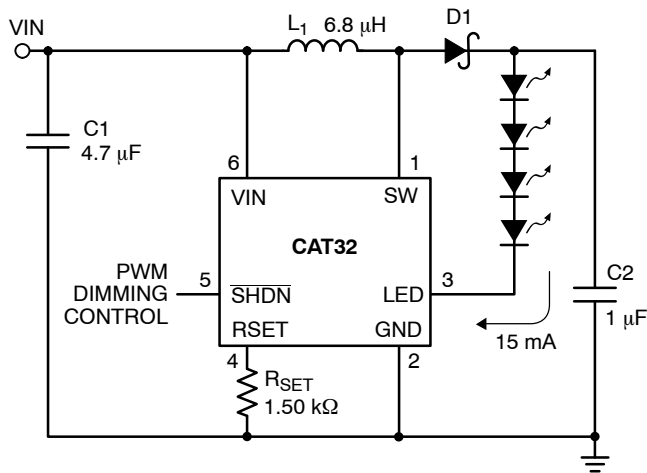 VIN
L1 6.8 μH
D1
C1
4.7 μF
6
1
VIN
SW
CAT32
PWM
DIMMING
CONTROL
5
SHDN
LED
3
C2
1 μF
RSET
GND
15 mA
4
2
RSET
1.50 kΩ